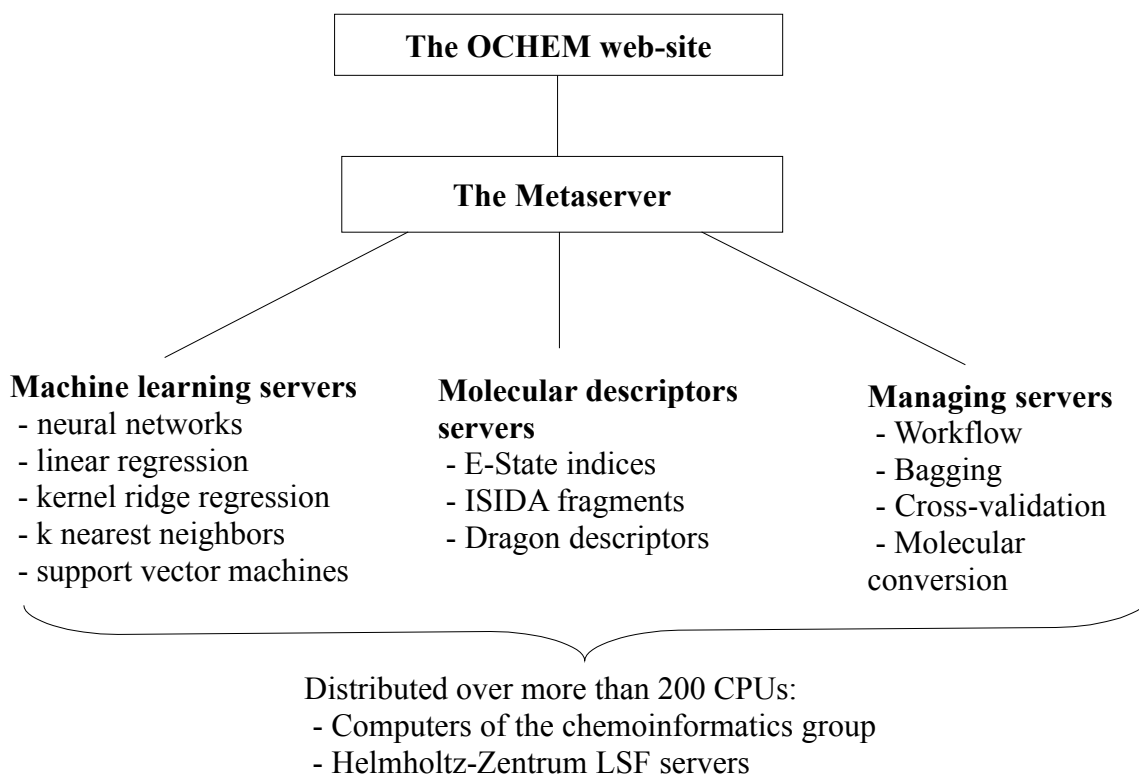 The OCHEM web-site
The Metaserver
Machine learning servers
- neural networks
- linear regression
- kernel ridge regression
- k nearest neighbors
- support vector machines
Molecular descriptors
servers
- E-State indices
- ISIDA fragments
- Dragon descriptors
Managing servers
- Workflow
- Bagging
- Cross-validation
- Molecular
conversion
Distributed over more than 200 CPUs:
- Computers of the chemoinformatics group
- Helmholtz-Zentrum LSF servers